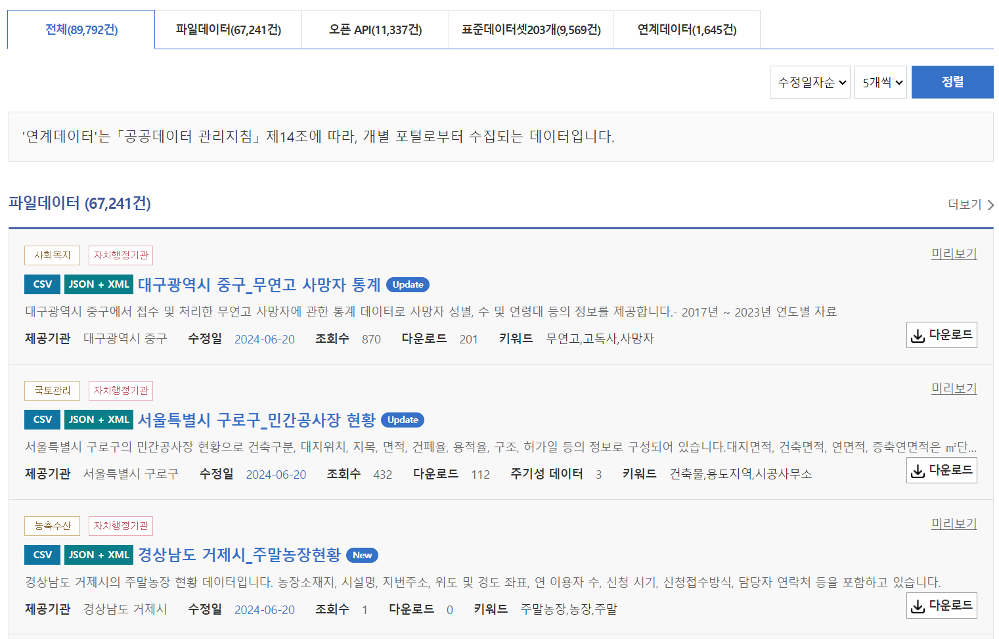 전체(89,792건) 파일데이터(67,241건) 오픈 API(11,337건) 표준데이터셋203개(9,569건) 연계데이터(1,645건)
수정일자순 5개씩 정렬
'연계데이터'는 「공공데이터 관리지침」 제14조에 따라, 개별 포털로부터 수집되는 데이터입니다.
파일데이터 (67,241건) 더보기
사회복지 자치행정기관 미리보기
CSV JSON + XML 대구광역시 중구_무연고 사망자 통계 Update
대구광역시 중구에서 접수 및 처리한 무연고 사망자에 관한 통계 데이터로 사망자 성별, 수 및 연령대 등의 정보를 제공합니다.- 2017년 ~ 2023년 연도별 자료
제공기관 대구광역시 중구 수정일 2024-06-20 조회수 870 다운로드 201 키워드 무연고,고독사,사망자 다운로드
국토관리 자치행정기관 미리보기
CSV JSON + XML 서울특별시 구로구_민간공사장 현황 Update
서울특별시 구로구의 민간공사장 현황으로 건축구분, 대지위치, 지목, 면적, 건폐율, 용적율, 구조, 허가일 등의 정보로 구성되어 있습니다.대지면적, 건축면적, 연면적, 증축연면적은 ㎡단...
제공기관 서울특별시 구로구 수정일 2024-06-20 조회수 432 다운로드 112 주기성 데이터 3 키워드 건축물,용도지역,시공사무소 다운로드
농축수산 자치행정기관 미리보기
CSV JSON + XML 경상남도 거제시_주말농장현황 New
경상남도 거제시의 주말농장 현황 데이터입니다. 농장소재지, 시설명, 지번주소, 위도 및 경도 좌표, 연 이용자 수, 신청 시기, 신청접수방식, 담당자 연락처 등을 포함하고 있습니다.
제공기관 경상남도 거제시 수정일 2024-06-20 조회수 1 다운로드 0 키워드 주말농장,농장,주말 다운로드